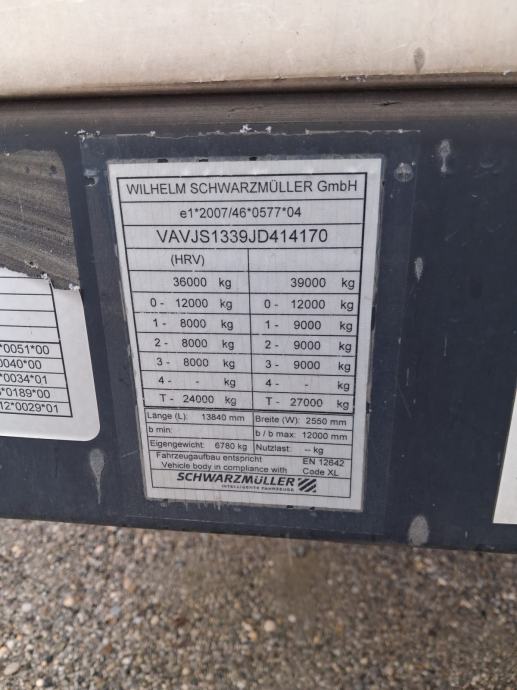 WILHELM SCHWARZMÜLLER GmbH
e1*2007/46*0577*04
VAVJS1339JD414170
(HRV)
36000 kg 39000 kg
0 - 12000 kg 0 - 12000 kg
1 - 8000 kg 1 - 9000 kg
2 - 8000 kg 2 - 9000 kg
3 - 8000 kg 3 - 9000 kg
4 - - kg 4 - - kg
T - 24000 kg T - 27000 kg
Länge (L): 13840 mm Breite (W): 2550 mm
b min: b / b max: 12000 mm
Eigengewicht: 6780 kg Nutzlast: -- kg
Fahrzeugaufbau entspricht EN 12642
Vehicle body in compliance with Code XL
SCHWARZMÜLLER
INTELLIGENTE FAHRZEUGE
*0051*00
0040*00
*0034*01
*0189*00
12*0029*01